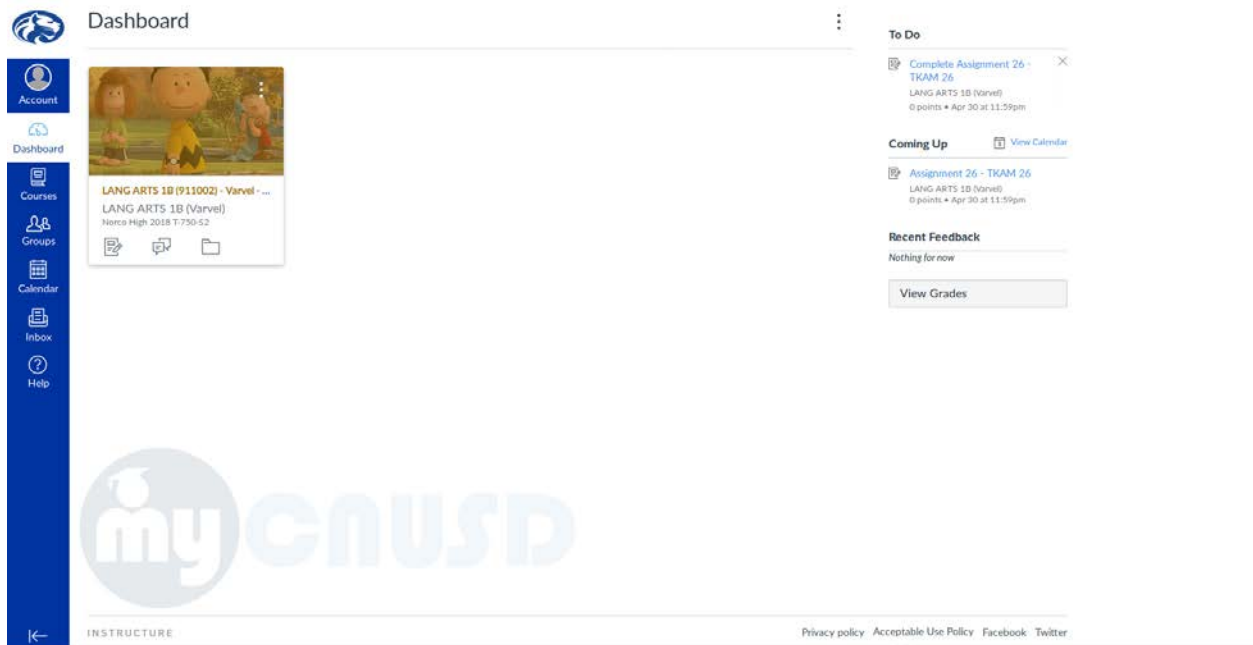 Dashboard
Account
Dashboard
Courses
Groups
Calendar
Inbox
Help
LANG ARTS 1B (911002) - Varvel - ...
LANG ARTS 1B (Varvel)
Norco High 2018 T-750-S2
To Do
Complete Assignment 26 -
TKAM 26
LANG ARTS 1B (Varvel)
0 points • Apr 30 at 11:59pm
Coming Up
View Calendar
Assignment 26 - TKAM 26
LANG ARTS 1B (Varvel)
0 points • Apr 30 at 11:59pm
Recent Feedback
Nothing for now
View Grades
my CNUSD
INSTRUCTURE
Privacy policy Acceptable Use Policy Facebook Twitter